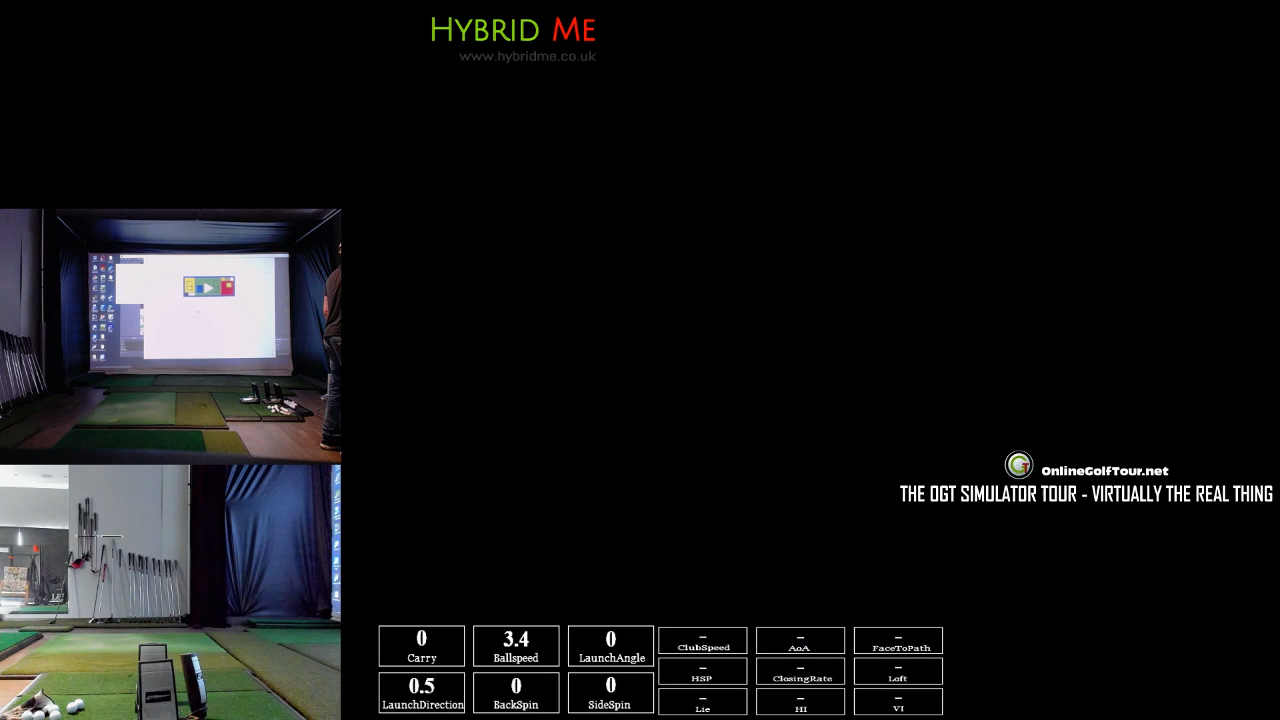 HYBRID ME
www.hybridme.co.uk
OnlineGolfTour.net
THE OGT SIMULATOR TOUR - VIRTUALLY THE REAL THING
0
Carry
3.4
Ballspeed
0
LaunchAngle
0.5
LaunchDirection
0
BackSpin
0
SideSpin
–
ClubSpeed
–
AoA
–
FaceToPath
–
HSP
–
ClosingRate
–
Loft
–
Lie
–
HI
–
VI